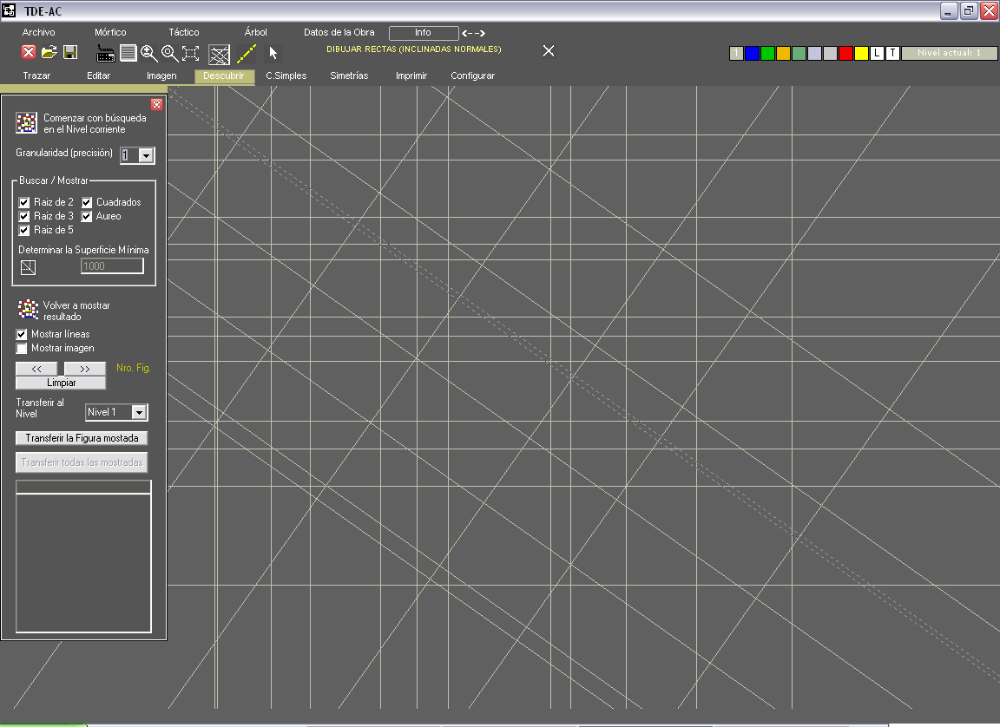 TDE-AC
Archivo Mórfico Táctico Árbol Datos de la Obra Info <-->
DIBUJAR RECTAS (INCLINADAS NORMALES)
1 L T Nivel actual: 1
Trazar Editar Imagen Descubrir C.Simples Simetrías Imprimir Configurar
Comenzar con búsqueda
en el Nivel corriente
Granularidad (precisión) 1
Buscar / Mostrar
Raiz de 2 Cuadrados
Raiz de 3 Aureo
Raiz de 5
Determinar la Superficie Mínima
1000
Volver a mostrar
resultado
Mostrar líneas
Mostrar imagen
<< >> Nro. Fig.
Limpiar
Transferir al
Nivel Nivel 1
Transferir la Figura mostada
Transferir todas las mostradas